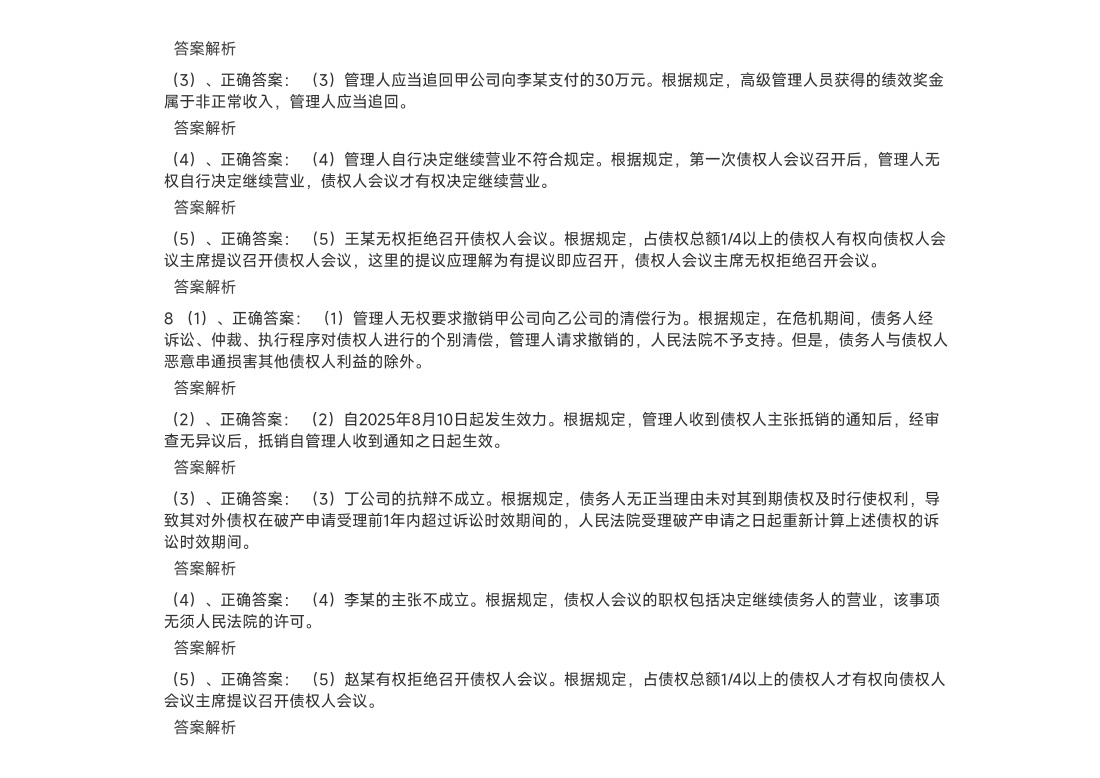 答案解析
（3）、正确答案： （3）管理人应当追回甲公司向李某支付的30万元。根据规定，高级管理人员获得的绩效奖金
属于非正常收入，管理人应当追回。
答案解析
（4）、正确答案： （4）管理人自行决定继续营业不符合规定。根据规定，第一次债权人会议召开后，管理人无
权自行决定继续营业，债权人会议才有权决定继续营业。
答案解析
（5）、正确答案： （5）王某无权拒绝召开债权人会议。根据规定，占债权总额1/4以上的债权人有权向债权人会
议主席提议召开债权人会议，这里的提议应理解为有提议即应召开，债权人会议主席无权拒绝召开会议。
答案解析
8 （1）、正确答案： （1）管理人无权要求撤销甲公司向乙公司的清偿行为。根据规定，在危机期间，债务人经
诉讼、仲裁、执行程序对债权人进行的个别清偿，管理人请求撤销的，人民法院不予支持。但是，债务人与债权人
恶意串通损害其他债权人利益的除外。
答案解析
（2）、正确答案： （2）自2025年8月10日起发生效力。根据规定，管理人收到债权人主张抵销的通知后，经审
查无异议后，抵销自管理人收到通知之日起生效。
答案解析
（3）、正确答案： （3）丁公司的抗辩不成立。根据规定，债务人无正当理由未对其到期债权及时行使权利，导
致其对外债权在破产申请受理前1年内超过诉讼时效期间的，人民法院受理破产申请之日起重新计算上述债权的诉
讼时效期间。
答案解析
（4）、正确答案： （4）李某的主张不成立。根据规定，债权人会议的职权包括决定继续债务人的营业，该事项
无须人民法院的许可。
答案解析
（5）、正确答案： （5）赵某有权拒绝召开债权人会议。根据规定，占债权总额1/4以上的债权人才有权向债权人
会议主席提议召开债权人会议。
答案解析